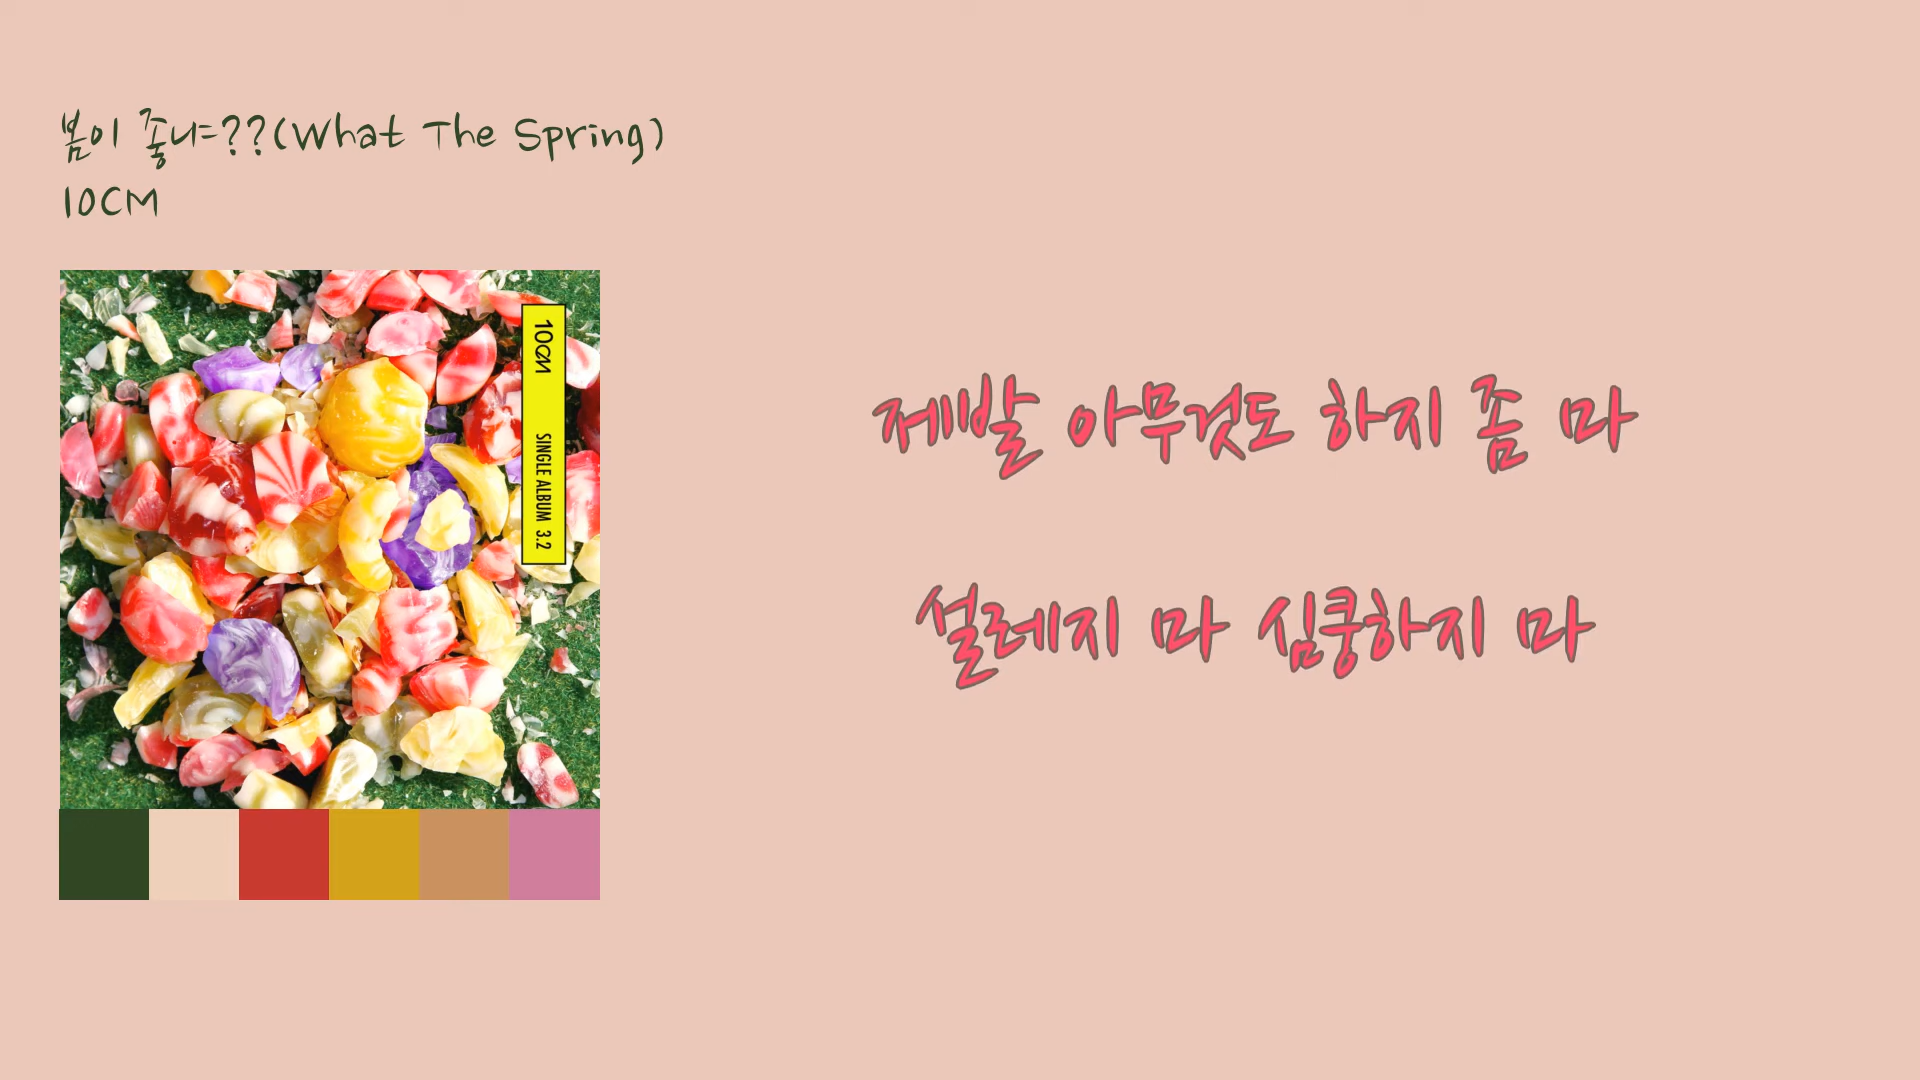 봄이 좋냐??(What The Spring)
10CM
10CM
SINGLE ALBUM 3.2
제발 아무것도 하지 좀 마
설레지 마 심쿵하지 마